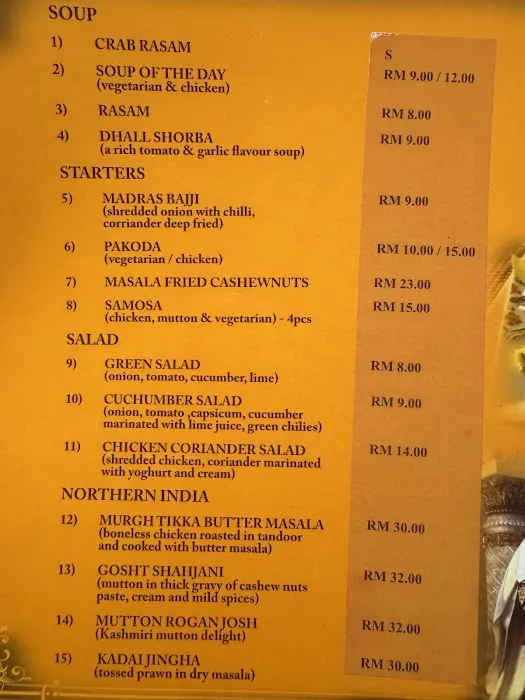 SOUP
1) CRAB RASAM S
2) SOUP OF THE DAY RM 9.00 / 12.00
(vegetarian & chicken)
3) RASAM RM 8.00
4) DHALL SHORBA RM 9.00
(a rich tomato & garlic flavour soup)
STARTERS
5) MADRAS BAJJI RM 9.00
(shredded onion with chilli,
corriander deep fried)
6) PAKODA RM 10.00 / 15.00
(vegetarian / chicken)
7) MASALA FRIED CASHEWNUTS RM 23.00
8) SAMOSA RM 15.00
(chicken, mutton & vegetarian) - 4pcs
SALAD
9) GREEN SALAD RM 8.00
(onion, tomato, cucumber, lime)
10) CUCHUMBER SALAD RM 9.00
(onion, tomato ,capsicum, cucumber
marinated with lime juice, green chilies)
11) CHICKEN CORIANDER SALAD RM 14.00
(shredded chicken, coriander marinated
with yoghurt and cream)
NORTHERN INDIA
12) MURGH TIKKA BUTTER MASALA RM 30.00
(boneless chicken roasted in tandoor
and cooked with butter masala)
13) GOSHT SHAHJANI RM 32.00
(mutton in thick gravy of cashew nuts
paste, cream and mild spices)
14) MUTTON ROGAN JOSH RM 32.00
(Kashmiri mutton delight)
15) KADAI JINGHA RM 30.00
(tossed prawn in dry masala)